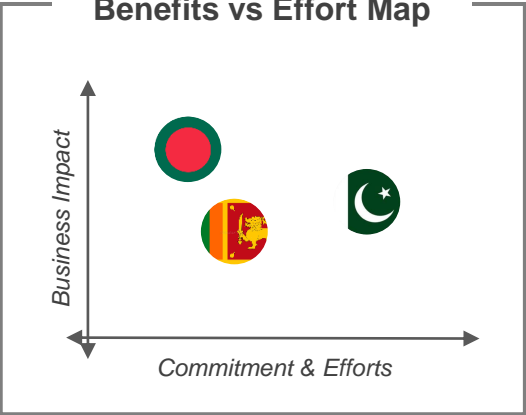 Benefits vs Effort Map
Business Impact
Commitment & Efforts